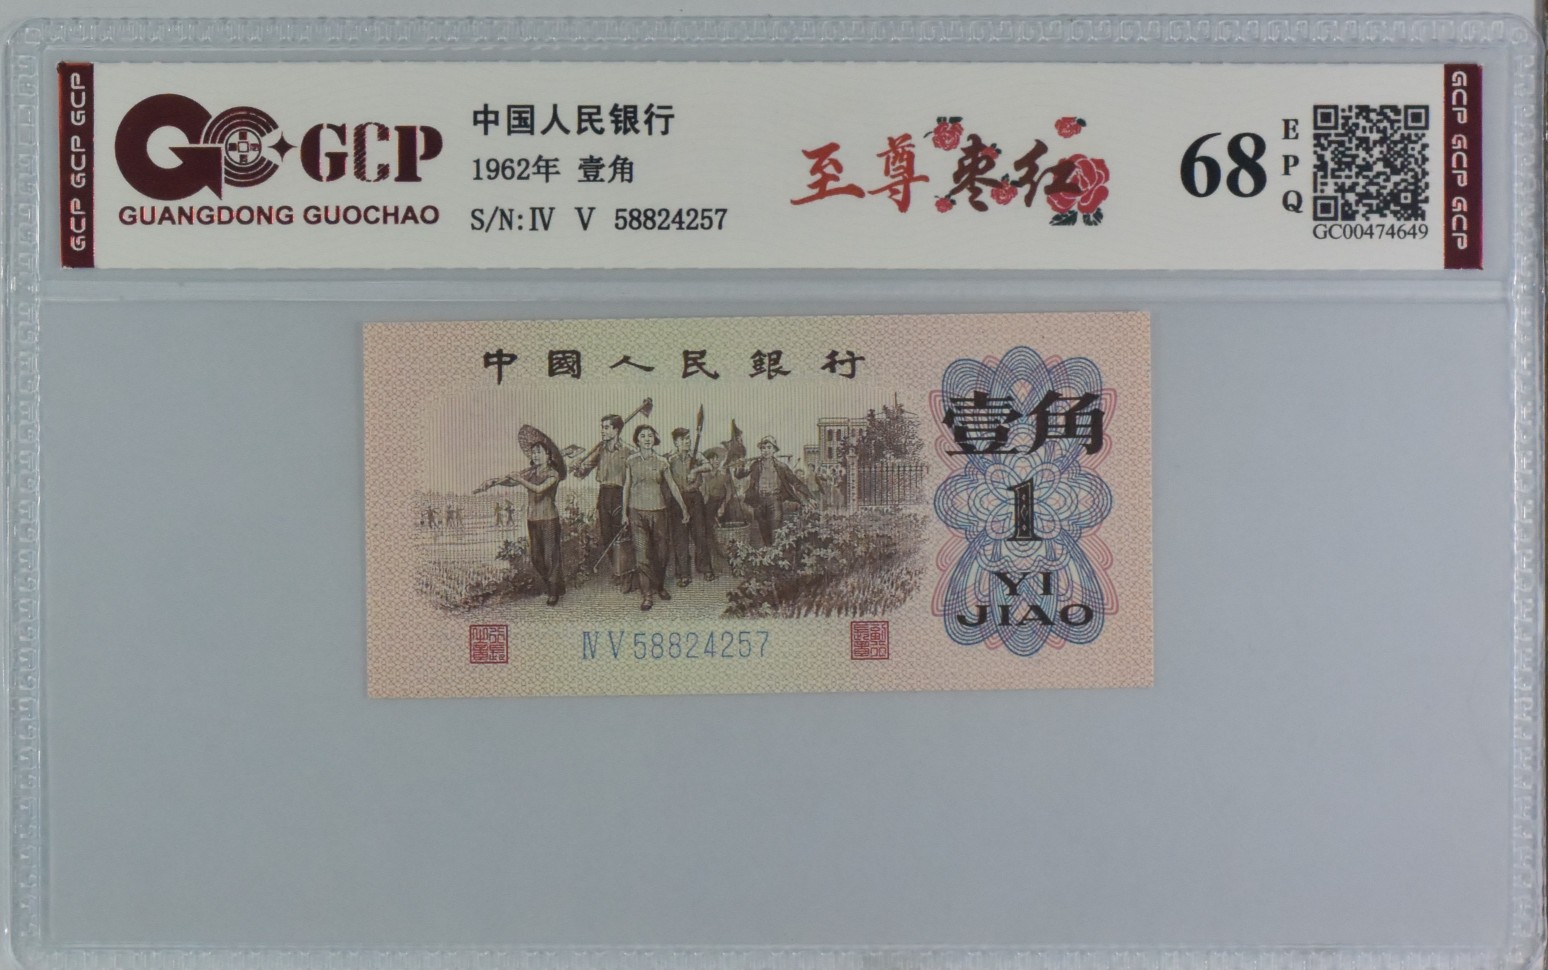 GCP GCP GCP
GCP
GUANGDONG GUOCHAO
中国人民银行
1962年 壹角
S/N:Ⅳ Ⅴ 58824257
至尊枣红
68
EPQ
GC00474649
GCP GCP GCP
中國人民銀行
壹角
1
YI
JIAO
Ⅳ Ⅴ 58824257